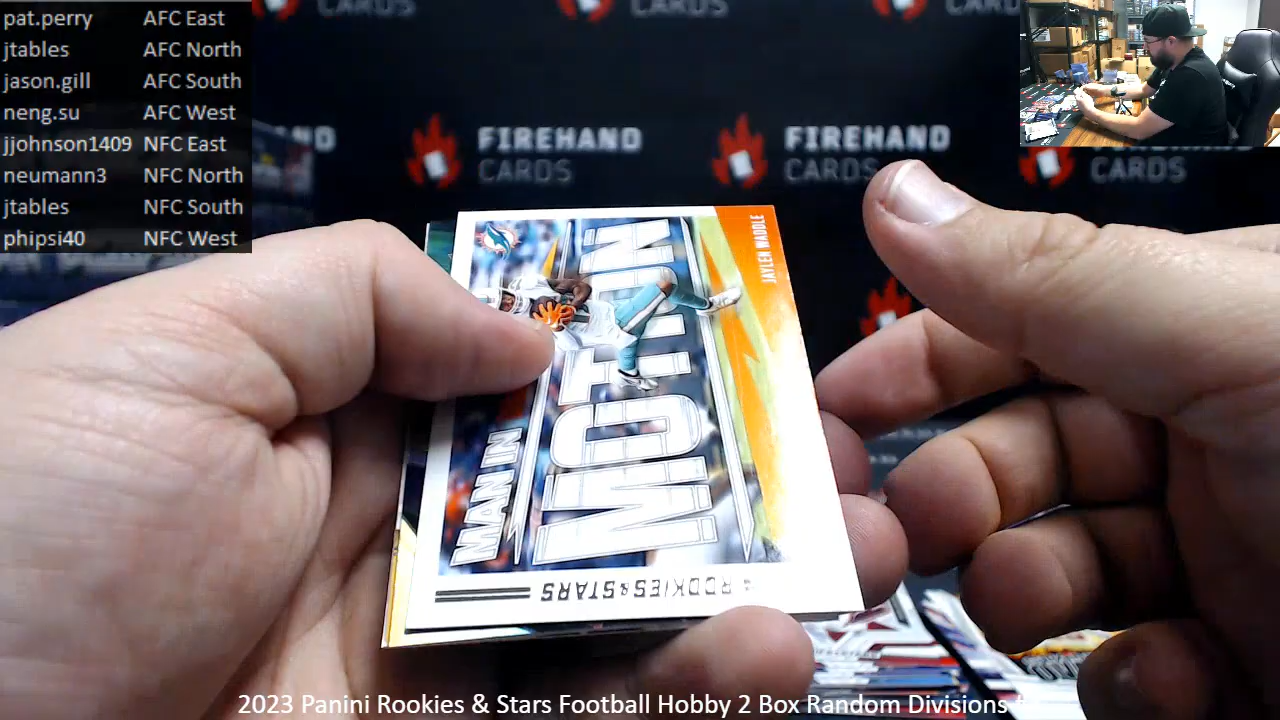 pat.perry AFC East
jtables AFC North
jason.gill AFC South
neng.su AFC West
jjohnson1409 NFC East
neumann3 NFC North
jtables NFC South
phipsi40 NFC West
CARDS
CARDS
CARDS
FIREHAND
CARDS
FIREHAND
CARDS
CARDS
JAYLEN WADDLE
MAN IN
MOTION
ROOKIES & STARS
2023 Panini Rookies & Stars Football Hobby 2 Box Random Divisions